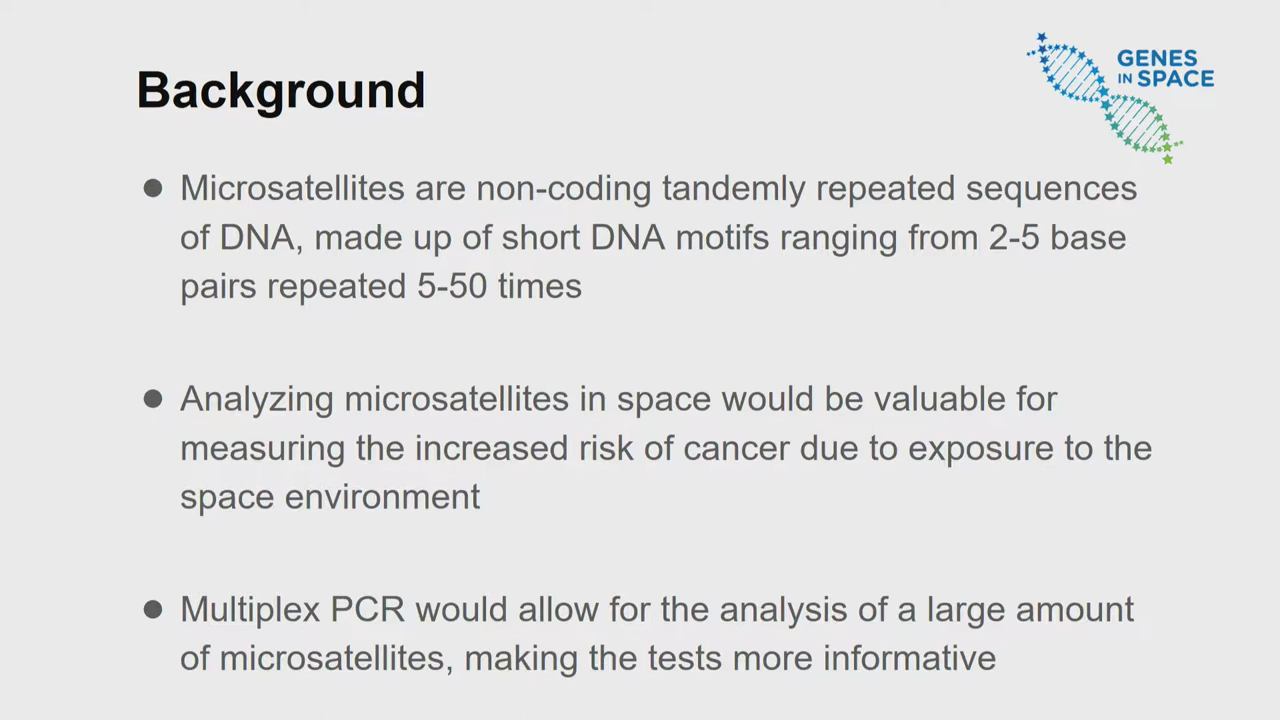 Background
GENES
IN SPACE
● Microsatellites are non-coding tandemly repeated sequences
of DNA, made up of short DNA motifs ranging from 2-5 base
pairs repeated 5-50 times
● Analyzing microsatellites in space would be valuable for
measuring the increased risk of cancer due to exposure to the
space environment
● Multiplex PCR would allow for the analysis of a large amount
of microsatellites, making the tests more informative